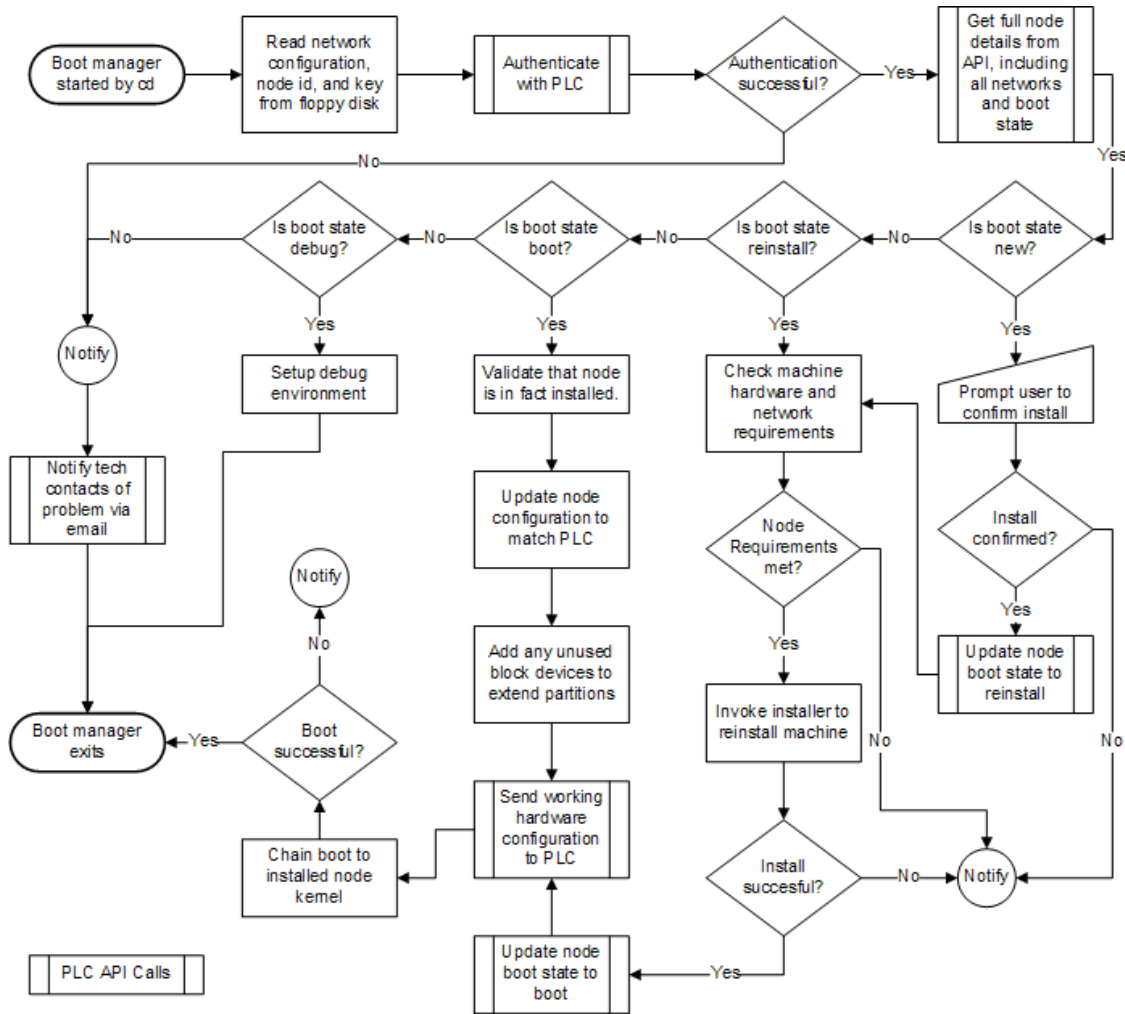 Boot manager
started by cd
Read network
configuration,
node id, and key
from floppy disk
Authenticate
with PLC
Authentication
successful?
Yes
Get full node
details from
API, including
all networks
and boot
state
Yes
No
Is boot state
debug?
Is boot state
boot?
Is boot state
reinstall?
Is boot state
new?
No
No
No
No
Yes
Yes
Yes
Yes
Notify
Setup debug
environment
Validate that node
is in fact installed.
Check machine
hardware and
network
requirements
Prompt user to
confirm install
Notify tech
contacts of
problem via
email
Update node
configuration to
match PLC
Node
Requirements
met?
Install
confirmed?
Notify
No
Yes
Yes
Add any unused
block devices to
extend partitions
Update node
boot state to
reinstall
Boot manager
exits
Yes
Boot
successful?
Invoke installer to
reinstall machine
No
No
Send working
hardware
configuration
to PLC
Chain boot to
installed node
kernel
Install
succesful?
No
Notify
Update node
boot state to
boot
Yes
PLC API Calls